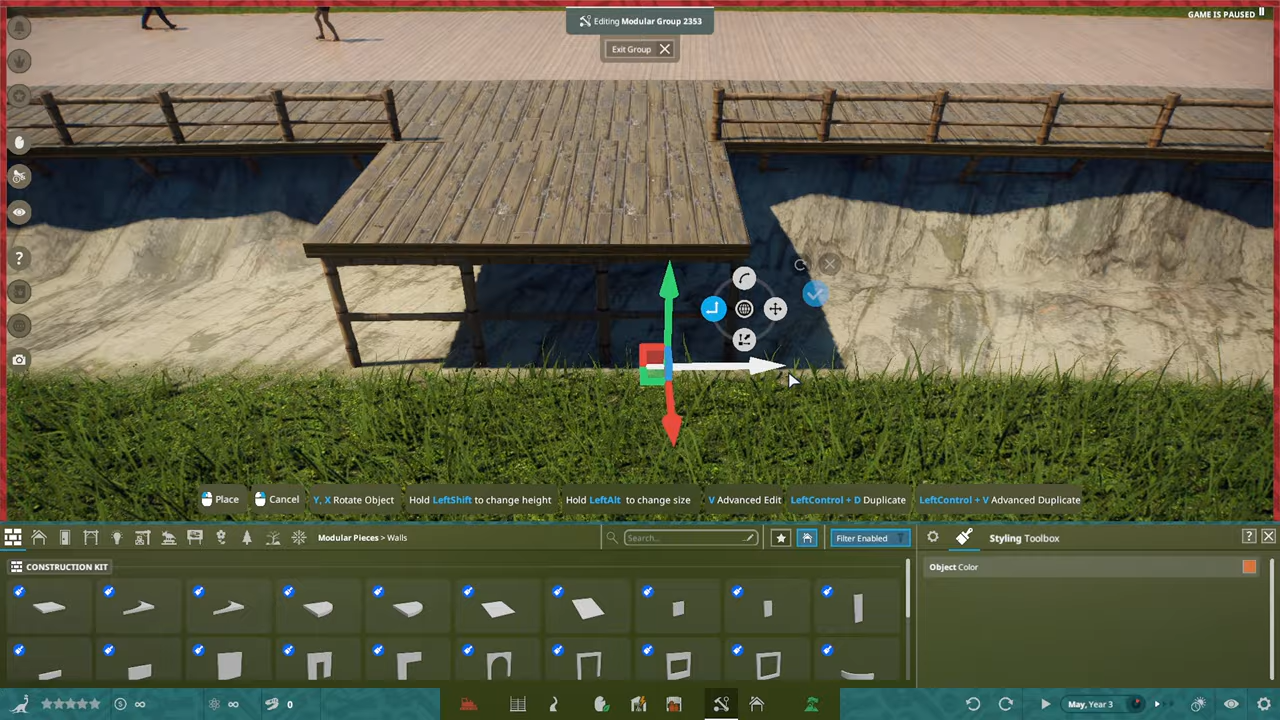 Editing Modular Group 2353
GAME IS PAUSED
Exit Group
Place
Cancel
Y, X Rotate Object
Hold LeftShift to change height
Hold LeftAlt to change size
V Advanced Edit
LeftControl + D Duplicate
LeftControl + V Advanced Duplicate
Modular Pieces > Walls
Search...
Filter Enabled
Styling Toolbox
?
CONSTRUCTION KIT
Object Color
∞
∞
0
May, Year 3